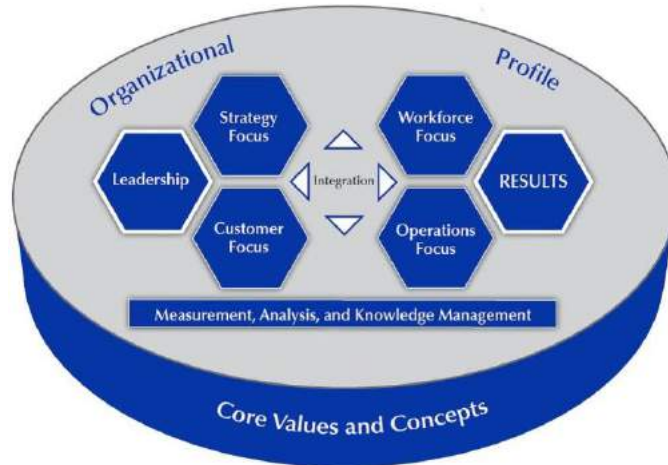 Organizational
Profile
Strategy
Focus
Workforce
Focus
Leadership
Integration
RESULTS
Customer
Focus
Operations
Focus
Measurement, Analysis, and Knowledge Management
Core Values and Concepts